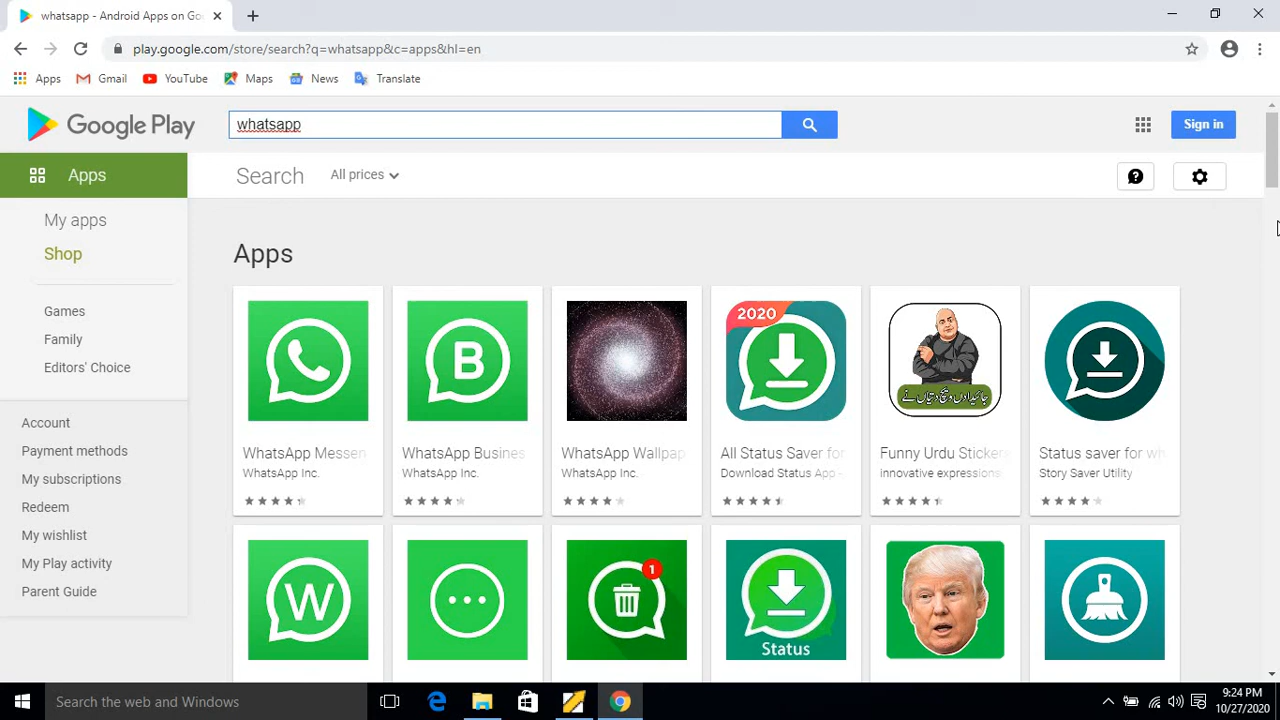 whatsapp - Android Apps on Go
play.google.com/store/search?q=whatsapp&c=apps&hl=en
Apps Gmail YouTube Maps News Translate
Google Play
whatsapp
Sign in
Apps
Search All prices
My apps
Shop
Games
Family
Editors' Choice
Account
Payment methods
My subscriptions
Redeem
My wishlist
My Play activity
Parent Guide
Apps
2020
WhatsApp Messen WhatsApp Busines WhatsApp Wallpap All Status Saver for Funny Urdu Stickers Status saver for wh
WhatsApp Inc. WhatsApp Inc. WhatsApp Inc. Download Status App - innovative expressions Story Saver Utility
B
W
1
Status
Search the web and Windows
9:24 PM
10/27/2020